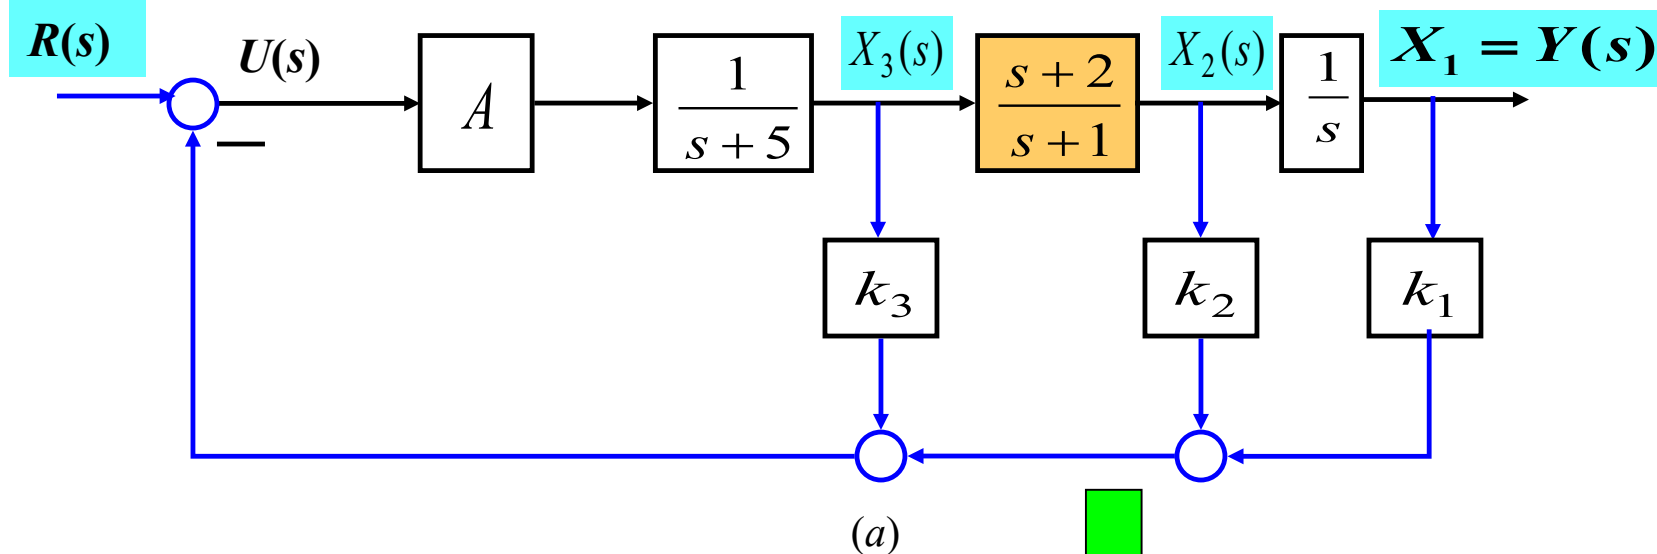 R(s)
U(s)
A
1
s + 5
X₃(s)
s + 2
s + 1
X₂(s)
1
s
X₁ = Y(s)
−
k₃
k₂
k₁
(a)